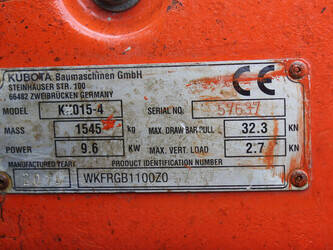 KUBOTA Baumaschinen GmbH
STEINHAUSER STR. 100
66482 ZWEIBRÜCKEN GERMANY
CE
MODEL KX015-4 SERIAL NO. 57637
MASS 1545 kg MAX. DRAW BAR PULL 32.3 KN
POWER 9.6 KW MAX. VERT. LOAD 2.7 KN
MANUFACTURED YEAR PRODUCT IDENTIFICATION NUMBER
WKFRGB1100Z0